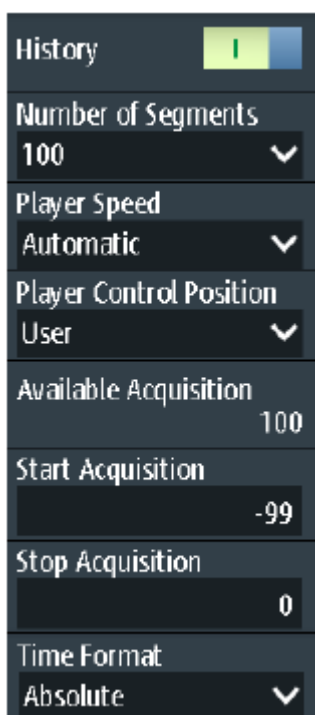 History
I
Number of Segments
100
Player Speed
Automatic
Player Control Position
User
Available Acquisition
100
Start Acquisition
-99
Stop Acquisition
0
Time Format
Absolute